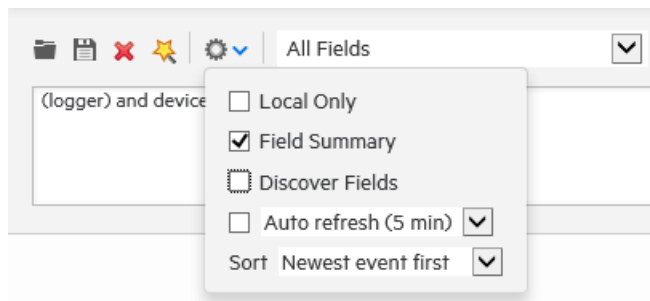 All Fields
(logger) and device
Local Only
Field Summary
Discover Fields
Auto refresh (5 min)
Sort Newest event first